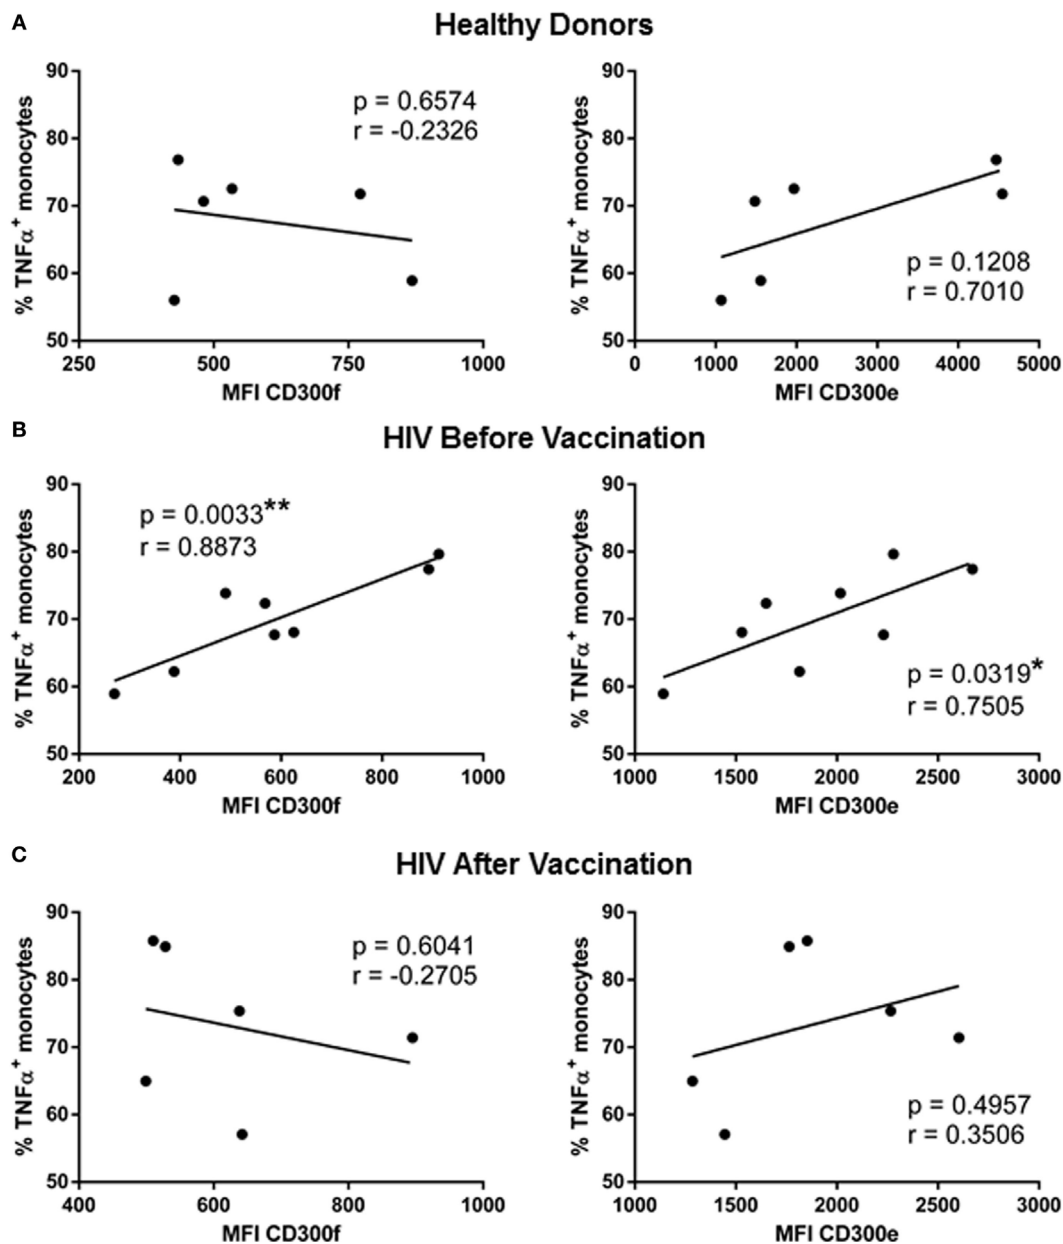 A
Healthy Donors
% TNFα+ monocytes
90
80
70
60
50
p = 0.6574
r = -0.2326
250
500
750
1000
MFI CD300f
% TNFα+ monocytes
90
80
70
60
50
p = 0.1208
r = 0.7010
0
1000
2000
3000
4000
5000
MFI CD300e
B
HIV Before Vaccination
% TNFα+ monocytes
90
80
70
60
50
p = 0.0033**
r = 0.8873
200
400
600
800
1000
MFI CD300f
% TNFα+ monocytes
90
80
70
60
50
p = 0.0319*
r = 0.7505
1000
1500
2000
2500
3000
MFI CD300e
C
HIV After Vaccination
% TNFα+ monocytes
90
80
70
60
50
p = 0.6041
r = -0.2705
400
600
800
1000
MFI CD300f
% TNFα+ monocytes
90
80
70
60
50
p = 0.4957
r = 0.3506
1000
1500
2000
2500
3000
MFI CD300e